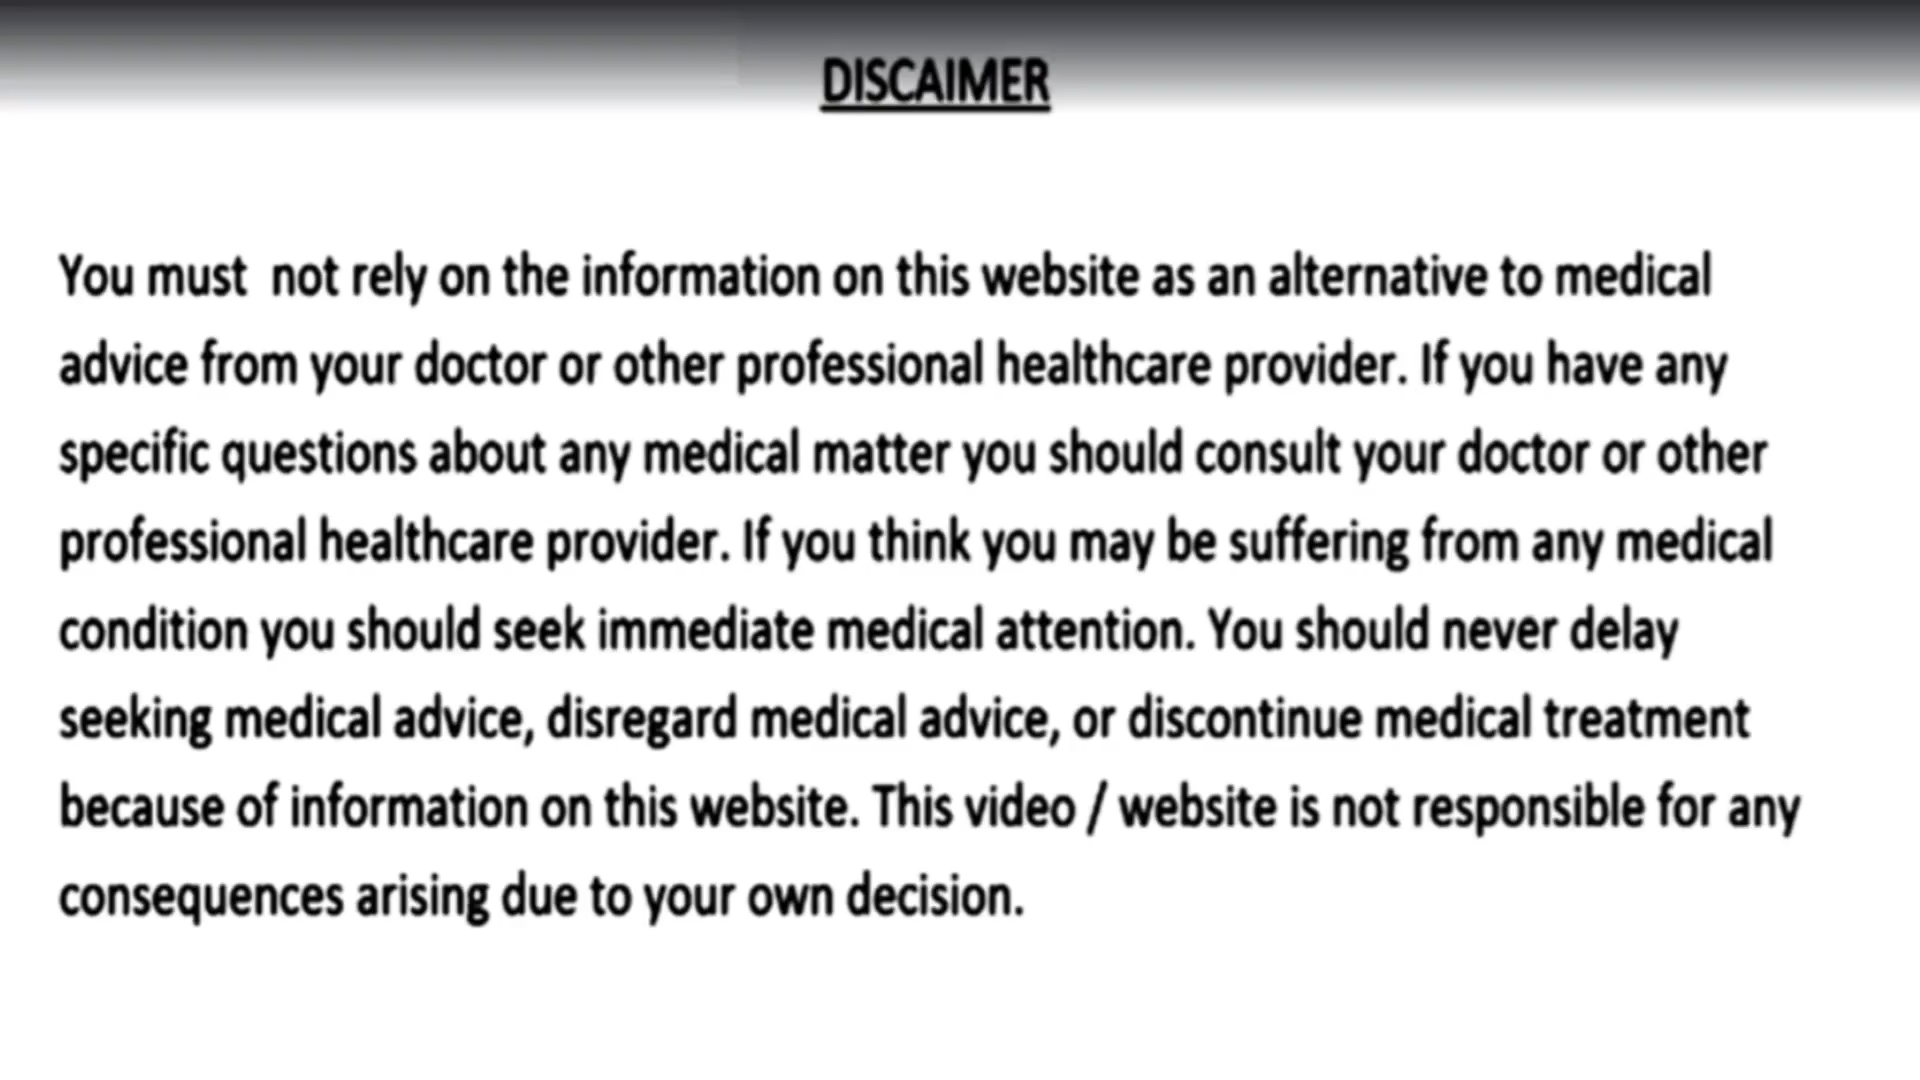 DISCAIMER
You must  not rely on the information on this website as an alternative to medical
advice from your doctor or other professional healthcare provider. If you have any
specific questions about any medical matter you should consult your doctor or other
professional healthcare provider. If you think you may be suffering from any medical
condition you should seek immediate medical attention. You should never delay
seeking medical advice, disregard medical advice, or discontinue medical treatment
because of information on this website. This video / website is not responsible for any
consequences arising due to your own decision.